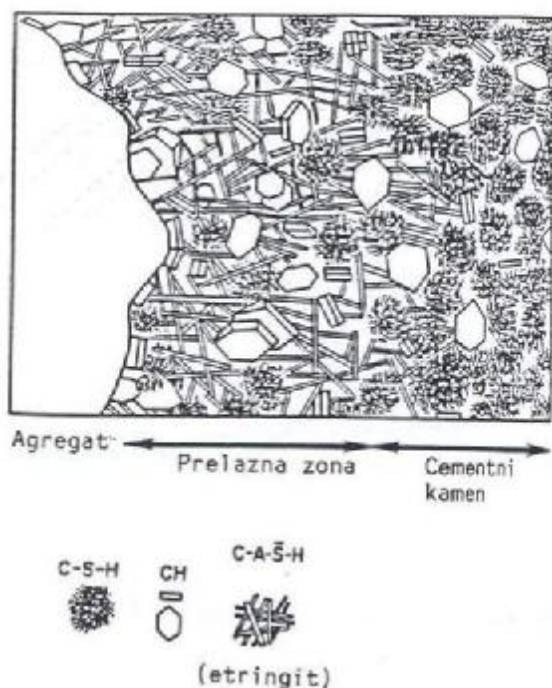 Agregat
Prelazna zona
Cementni
kamen
C-S-H
CH
C-A-S̄-H
(etringit)